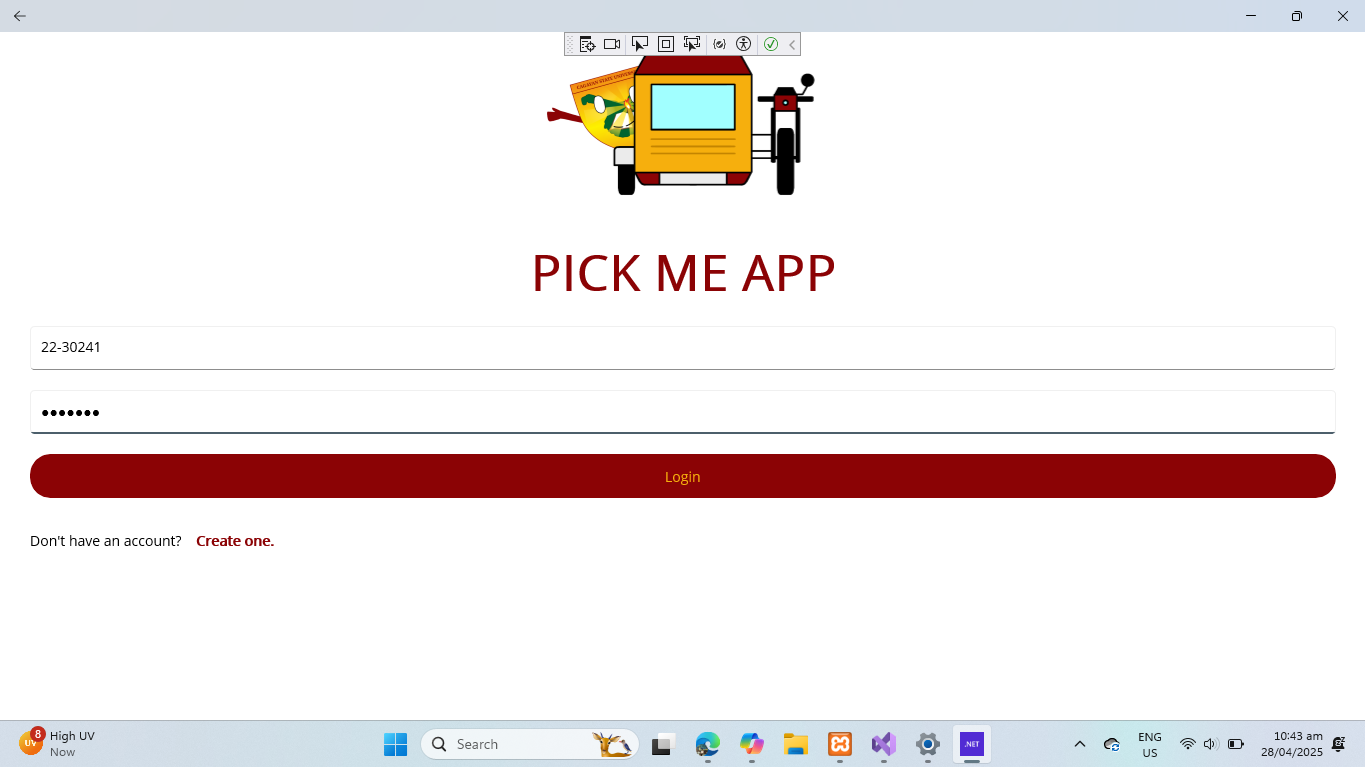 CAGAYAN STATE UNIVER
PICK ME APP
22-30241
Login
Don't have an account? Create one.
8
UV
High UV
Now
Search
.NET
ENG
US
10:43 am
28/04/2025